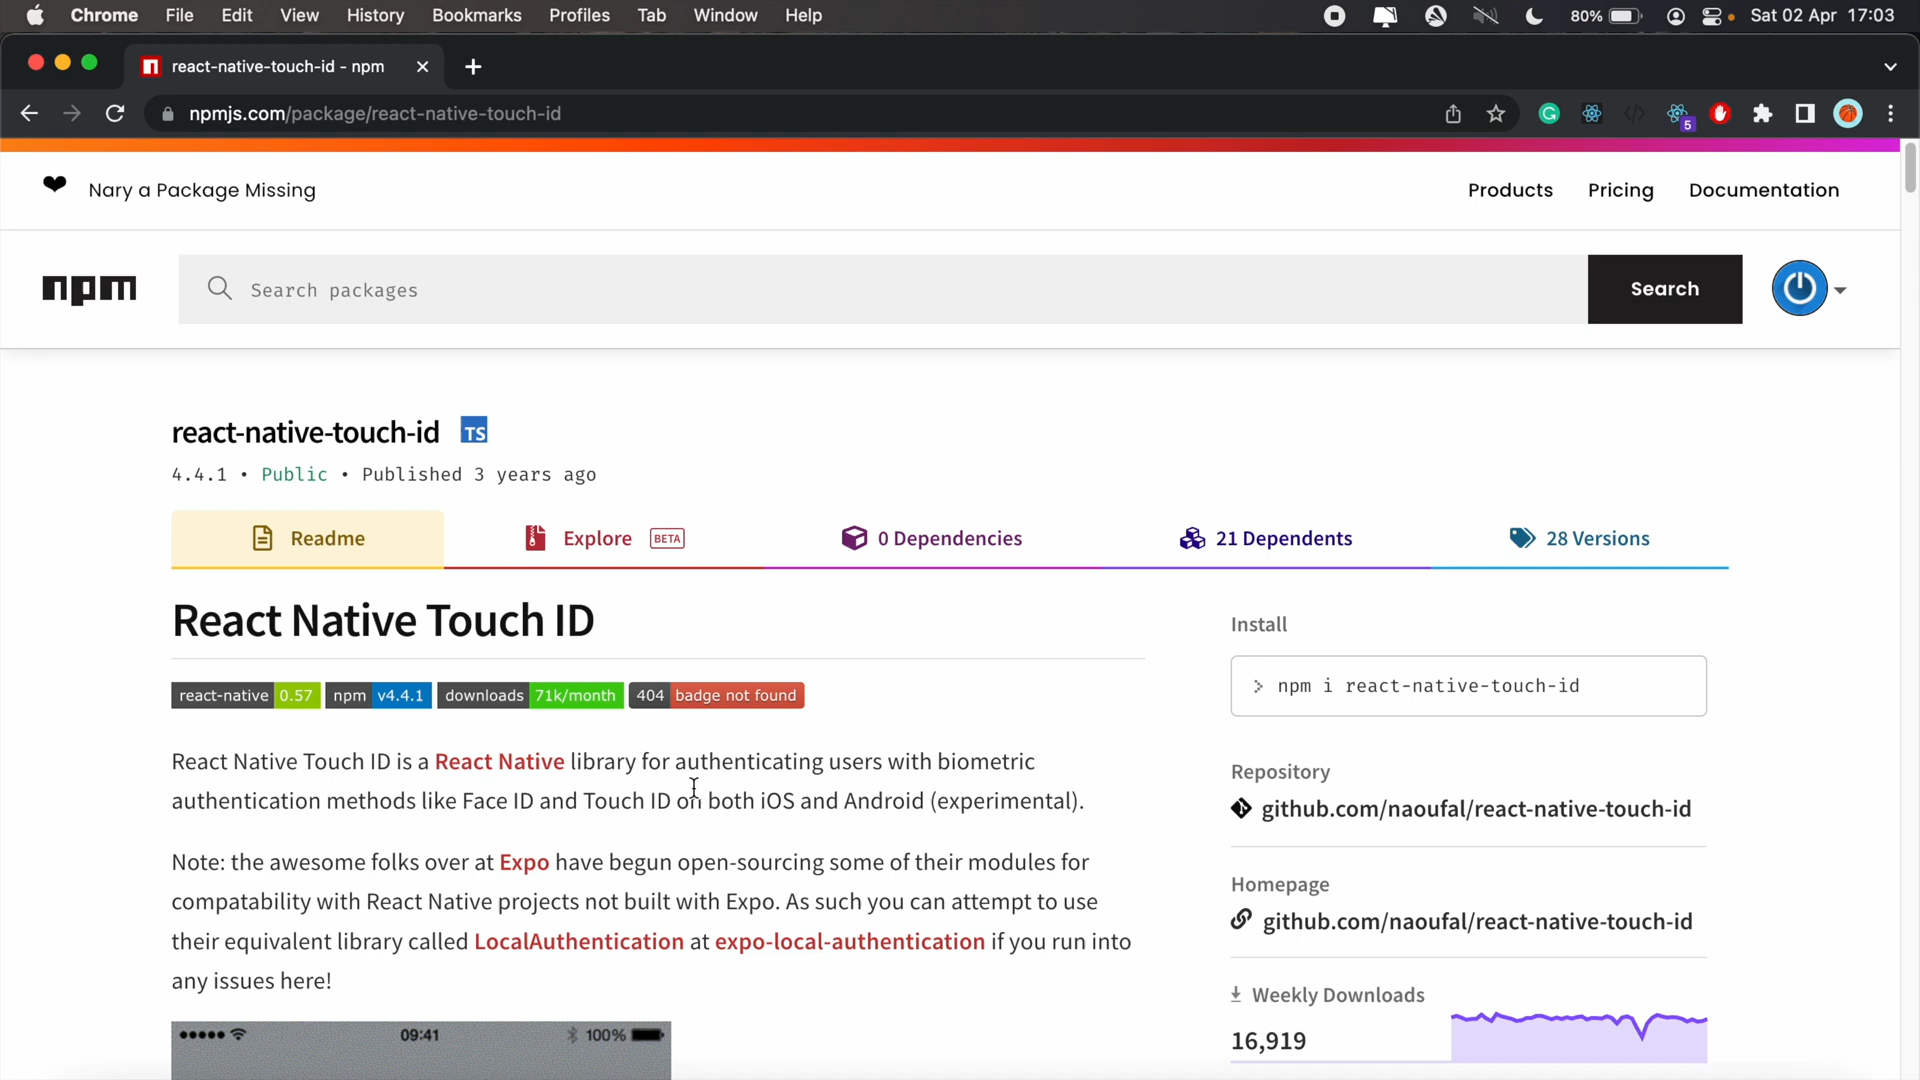 Chrome File Edit View History Bookmarks Profiles Tab Window Help 80% Sat 02 Apr 17:03
react-native-touch-id - npm
npmjs.com/package/react-native-touch-id 5
Nary a Package Missing Products Pricing Documentation
npm Search packages Search
react-native-touch-id TS
4.4.1 • Public • Published 3 years ago
Readme Explore BETA 0 Dependencies 21 Dependents 28 Versions
React Native Touch ID
react-native 0.57 npm v4.4.1 downloads 71k/month 404 badge not found
React Native Touch ID is a React Native library for authenticating users with biometric
authentication methods like Face ID and Touch ID on both iOS and Android (experimental).
Note: the awesome folks over at Expo have begun open-sourcing some of their modules for
compatability with React Native projects not built with Expo. As such you can attempt to use
their equivalent library called LocalAuthentication at expo-local-authentication if you run into
any issues here!
09:41 100%
Install
> npm i react-native-touch-id
Repository
github.com/naoufal/react-native-touch-id
Homepage
github.com/naoufal/react-native-touch-id
Weekly Downloads
16,919